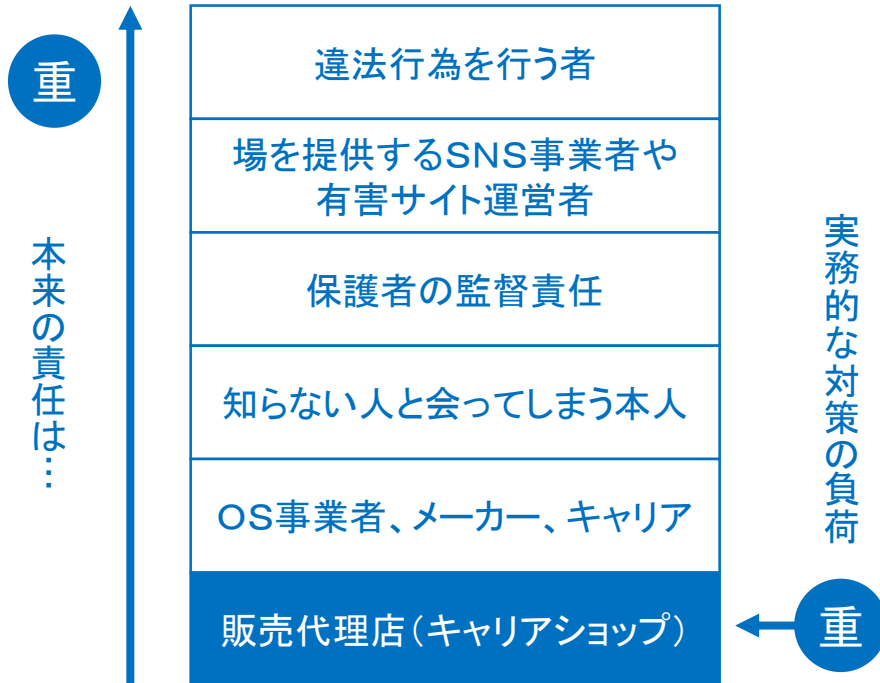 重
本来の責任は…
違法行為を行う者
場を提供するSNS事業者や
有害サイト運営者
保護者の監督責任
知らない人と会ってしまう本人
OS事業者、メーカー、キャリア
販売代理店(キャリアショップ)
実務的な対策の負荷
重